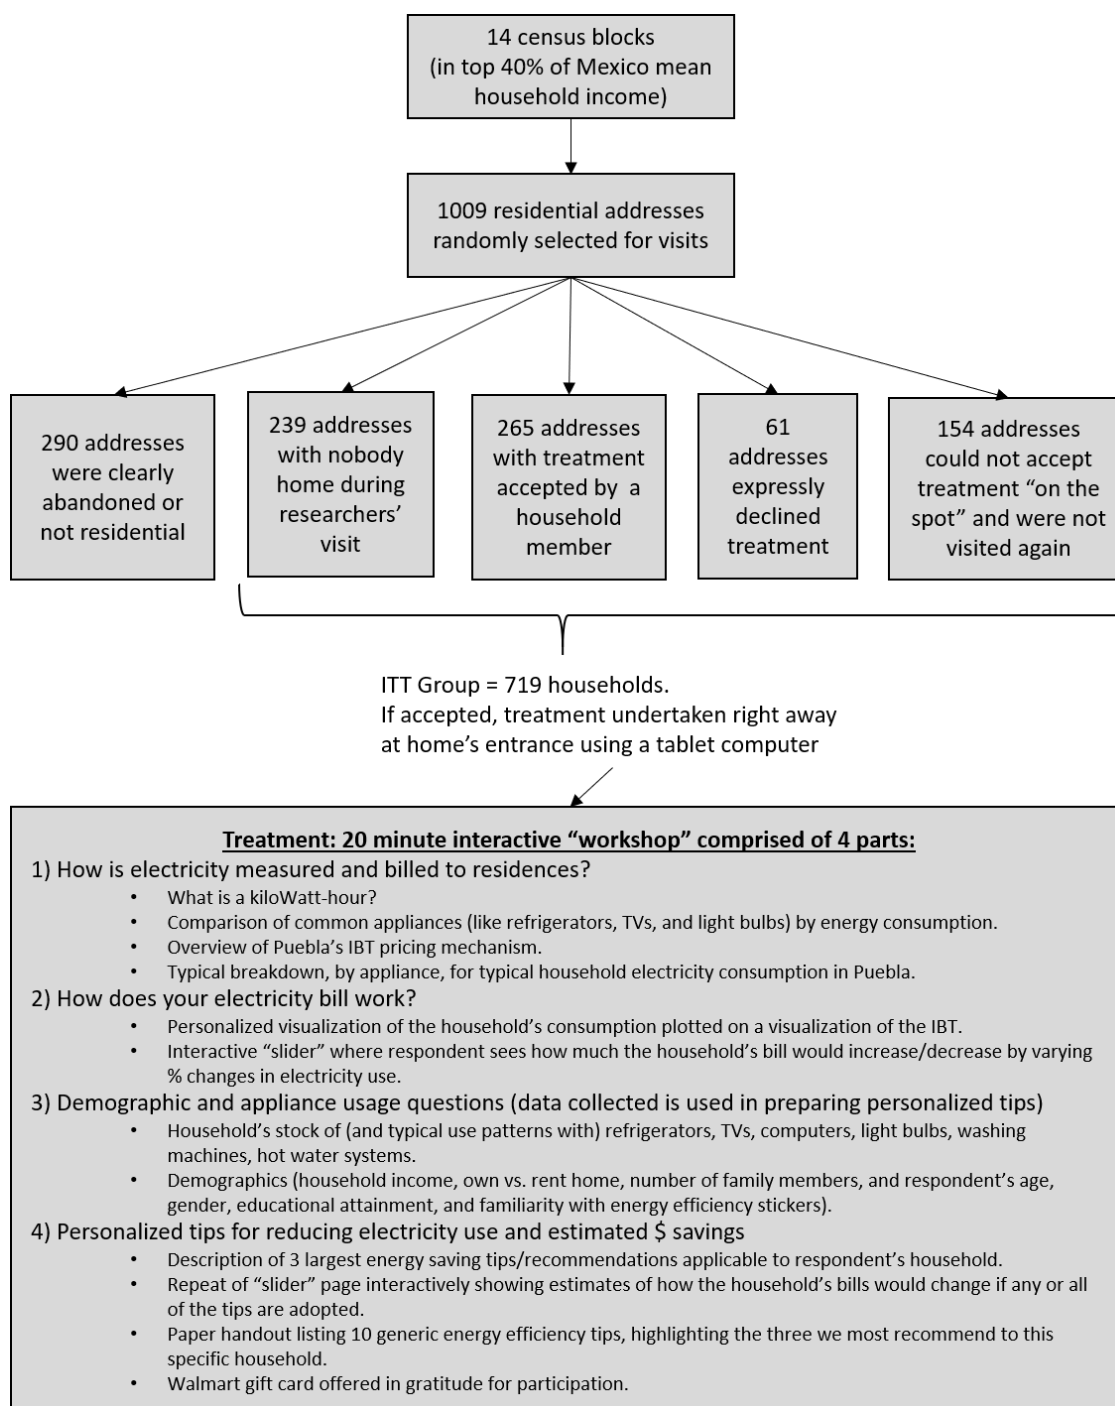 14 census blocks
(in top 40% of Mexico mean
household income)
1009 residential addresses
randomly selected for visits
290 addresses
were clearly
abandoned or
not residential
239 addresses
with nobody
home during
researchers’
visit
265 addresses
with treatment
accepted by a
household
member
61
addresses
expressly
declined
treatment
154 addresses
could not accept
treatment “on the
spot” and were not
visited again
ITT Group = 719 households.
If accepted, treatment undertaken right away
at home’s entrance using a tablet computer
Treatment: 20 minute interactive “workshop” comprised of 4 parts:
1) How is electricity measured and billed to residences?
• What is a kiloWatt-hour?
• Comparison of common appliances (like refrigerators, TVs, and light bulbs) by energy consumption.
• Overview of Puebla’s IBT pricing mechanism.
• Typical breakdown, by appliance, for typical household electricity consumption in Puebla.
2) How does your electricity bill work?
• Personalized visualization of the household’s consumption plotted on a visualization of the IBT.
• Interactive “slider” where respondent sees how much the household’s bill would increase/decrease by varying
% changes in electricity use.
3) Demographic and appliance usage questions (data collected is used in preparing personalized tips)
• Household’s stock of (and typical use patterns with) refrigerators, TVs, computers, light bulbs, washing
machines, hot water systems.
• Demographics (household income, own vs. rent home, number of family members, and respondent’s age,
gender, educational attainment, and familiarity with energy efficiency stickers).
4) Personalized tips for reducing electricity use and estimated $ savings
• Description of 3 largest energy saving tips/recommendations applicable to respondent’s household.
• Repeat of “slider” page interactively showing estimates of how the household’s bills would change if any or all
of the tips are adopted.
• Paper handout listing 10 generic energy efficiency tips, highlighting the three we most recommend to this
specific household.
• Walmart gift card offered in gratitude for participation.